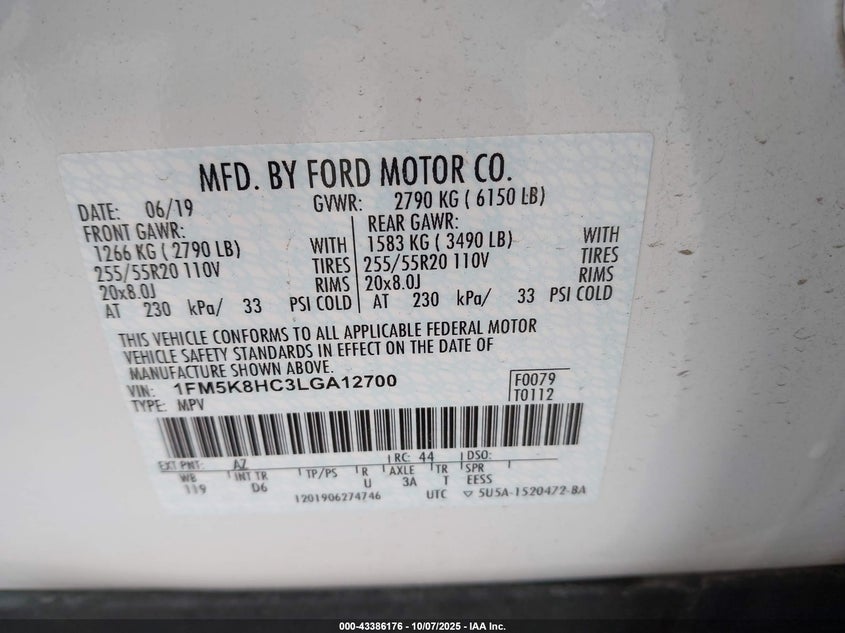 MFD. BY FORD MOTOR CO.
DATE: 06/19 GVWR: 2790 KG ( 6150 LB)
FRONT GAWR: REAR GAWR:
1266 KG ( 2790 LB) WITH 1583 KG ( 3490 LB) WITH
255/55R20 110V TIRES 255/55R20 110V TIRES
20x8.0J RIMS 20x8.0J RIMS
AT 230 kPa/ 33 PSI COLD AT 230 kPa/ 33 PSI COLD
THIS VEHICLE CONFORMS TO ALL APPLICABLE FEDERAL MOTOR
VEHICLE SAFETY STANDARDS IN EFFECT ON THE DATE OF
MANUFACTURE SHOWN ABOVE.
VIN: 1FM5K8HC3LGA12700 F0079
TYPE: MPV T0112
EXT PNT: AZ RC: 44 DSO:
WB INT TR TP/PS R AXLE TR SPR
119 D6 U 3A T EESS
1201906274746 UTC ▽ 5U5A-1520472-BA
000-43386176 - 10/07/2025 - IAA Inc.